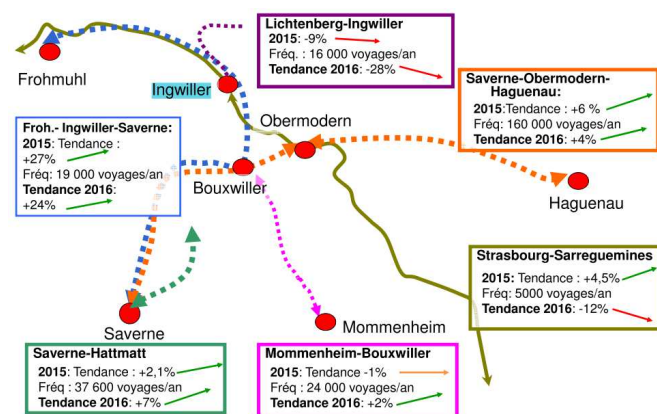 Lichtenberg-Ingwiller
2015: -9%
Fréq. : 16 000 voyages/an
Tendance 2016: -28%
Frohmuhl
Ingwiller
Saverne-Obermodern-
Haguenau:
2015:Tendance : +6 %
Fréq: 160 000 voyages/an
Tendance 2016: +4%
Obermodern
Froh.- Ingwiller-Saverne:
2015: Tendance :
+27%
Fréq: 19 000 voyages/an
Tendance 2016:
+24%
Bouxwiller
Haguenau
Strasbourg-Sarreguemines
2015: Tendance : +4,5%
Fréq: 5000 voyages/an
Tendance 2016: -12%
Saverne
Mommenheim
Saverne-Hattmatt
2015: Tendance : +2,1%
Fréq : 37 600 voyages/an
Tendance 2016: +7%
Mommenheim-Bouxwiller
2015: Tendance -1%
Fréq : 24 000 voyages/an
Tendance 2016: +2%